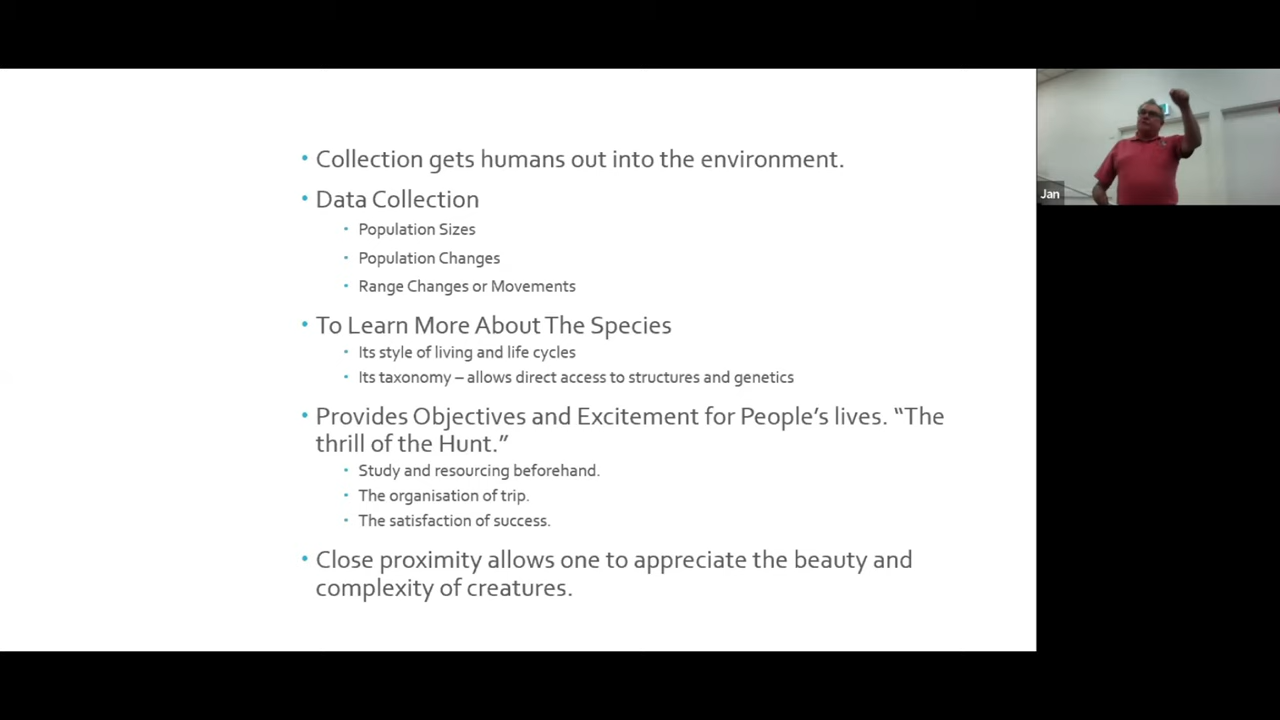 • Collection gets humans out into the environment.
• Data Collection
• Population Sizes
• Population Changes
• Range Changes or Movements
• To Learn More About The Species
• Its style of living and life cycles
• Its taxonomy – allows direct access to structures and genetics
• Provides Objectives and Excitement for People’s lives. “The
thrill of the Hunt.”
• Study and resourcing beforehand.
• The organisation of trip.
• The satisfaction of success.
• Close proximity allows one to appreciate the beauty and
complexity of creatures.
Jan